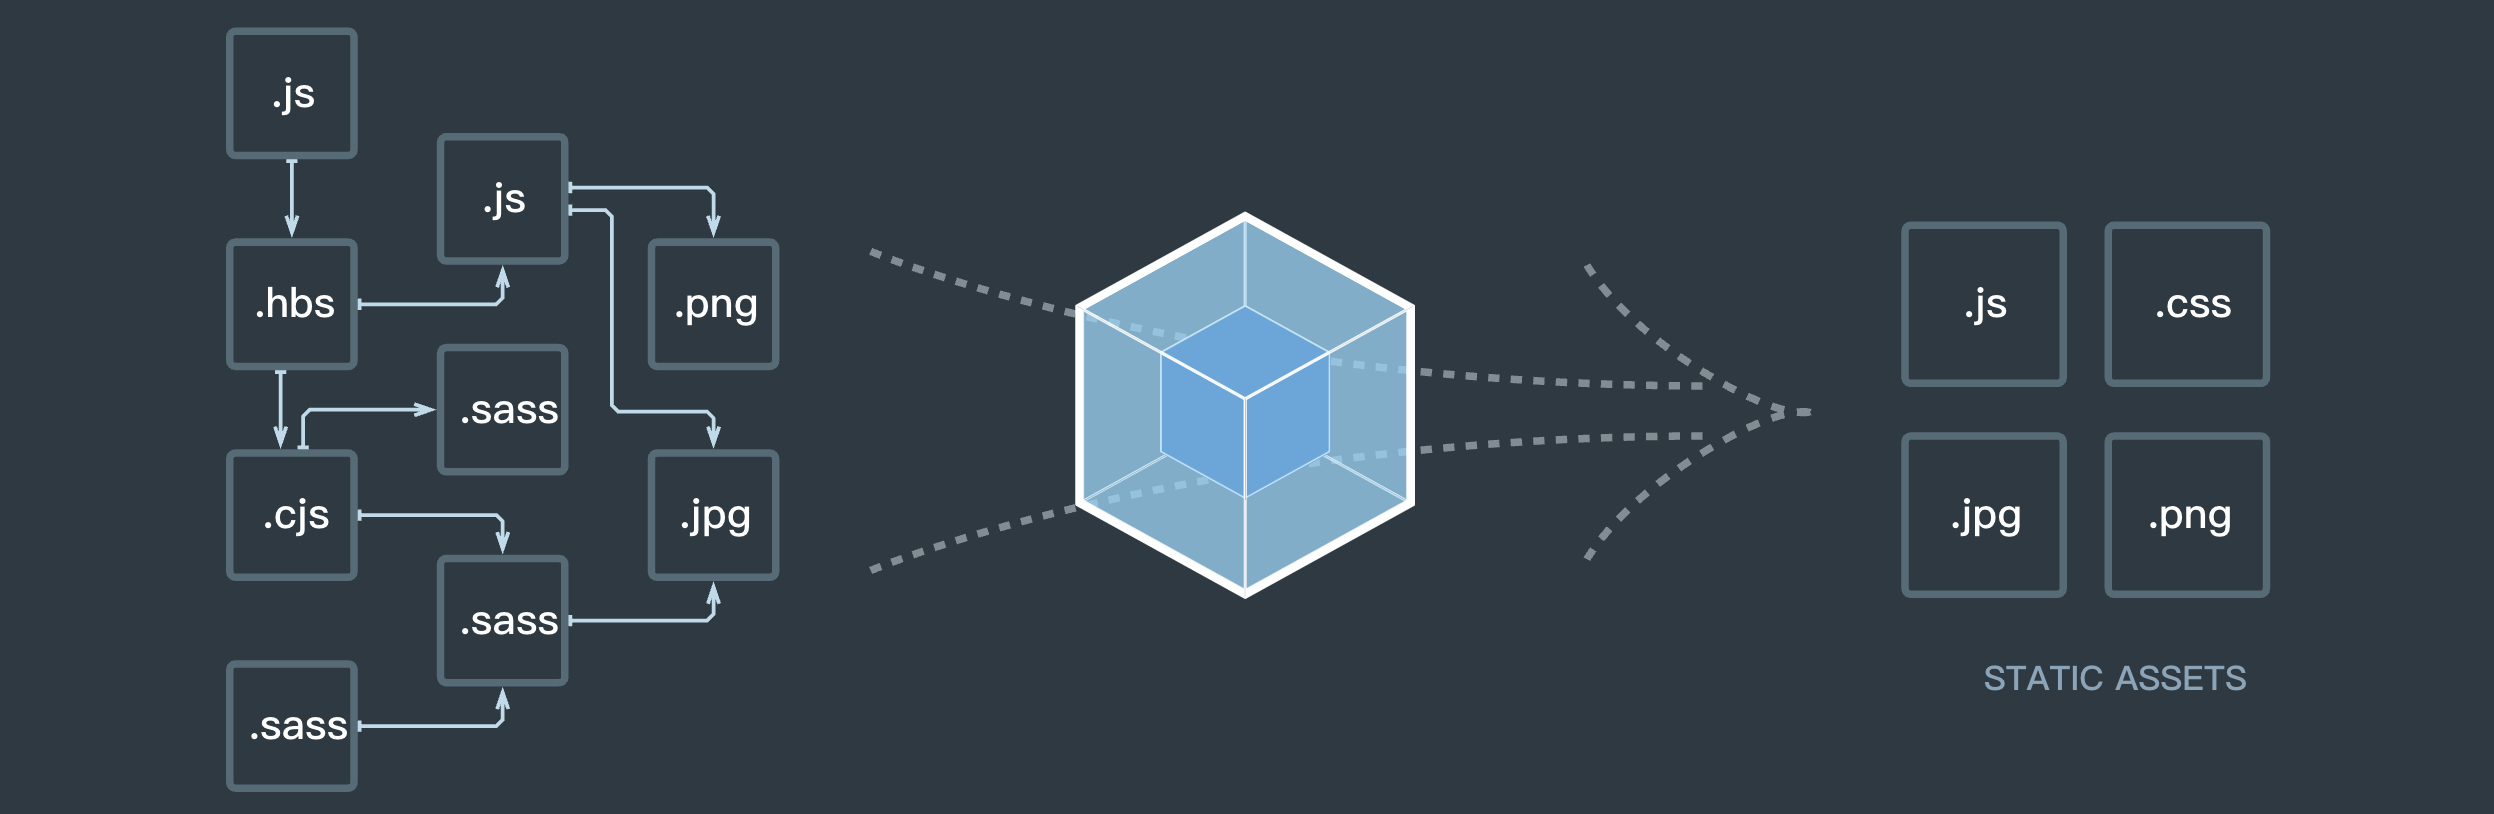 .js
.js
.hbs
.png
.sass
.cjs
.jpg
.sass
.sass
.js
.css
.jpg
.png
STATIC ASSETS